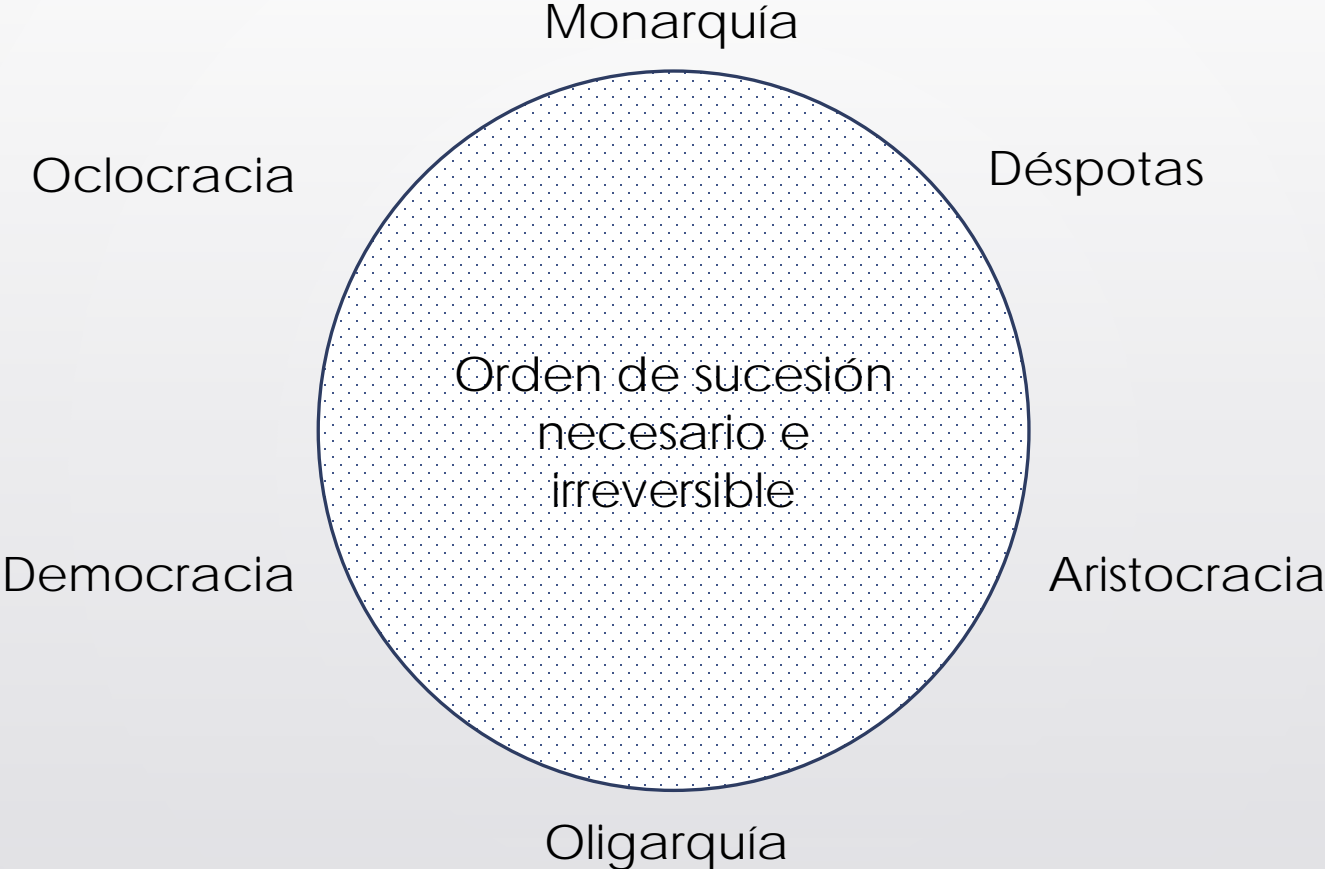 Monarquía
Oclocracia
Déspotas
Orden de sucesión
necesario e
irreversible
Democracia
Aristocracia
Oligarquía